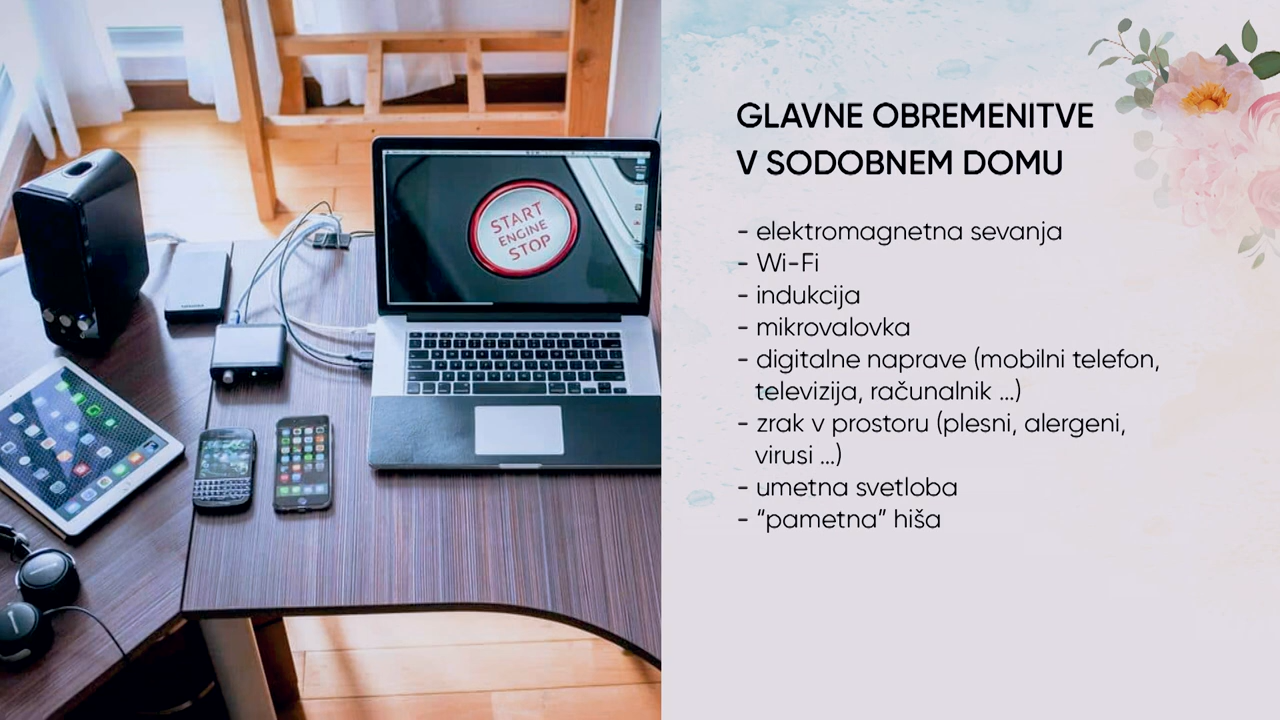 START
ENGINE
STOP
GLAVNE OBREMENITVE
V SODOBNEM DOMU
- elektromagnetna sevanja
- Wi-Fi
- indukcija
- mikrovalovka
- digitalne naprave (mobilni telefon,
televizija, računalnik ...)
- zrak v prostoru (plesni, alergeni,
virusi ...)
- umetna svetloba
- “pametna” hiša